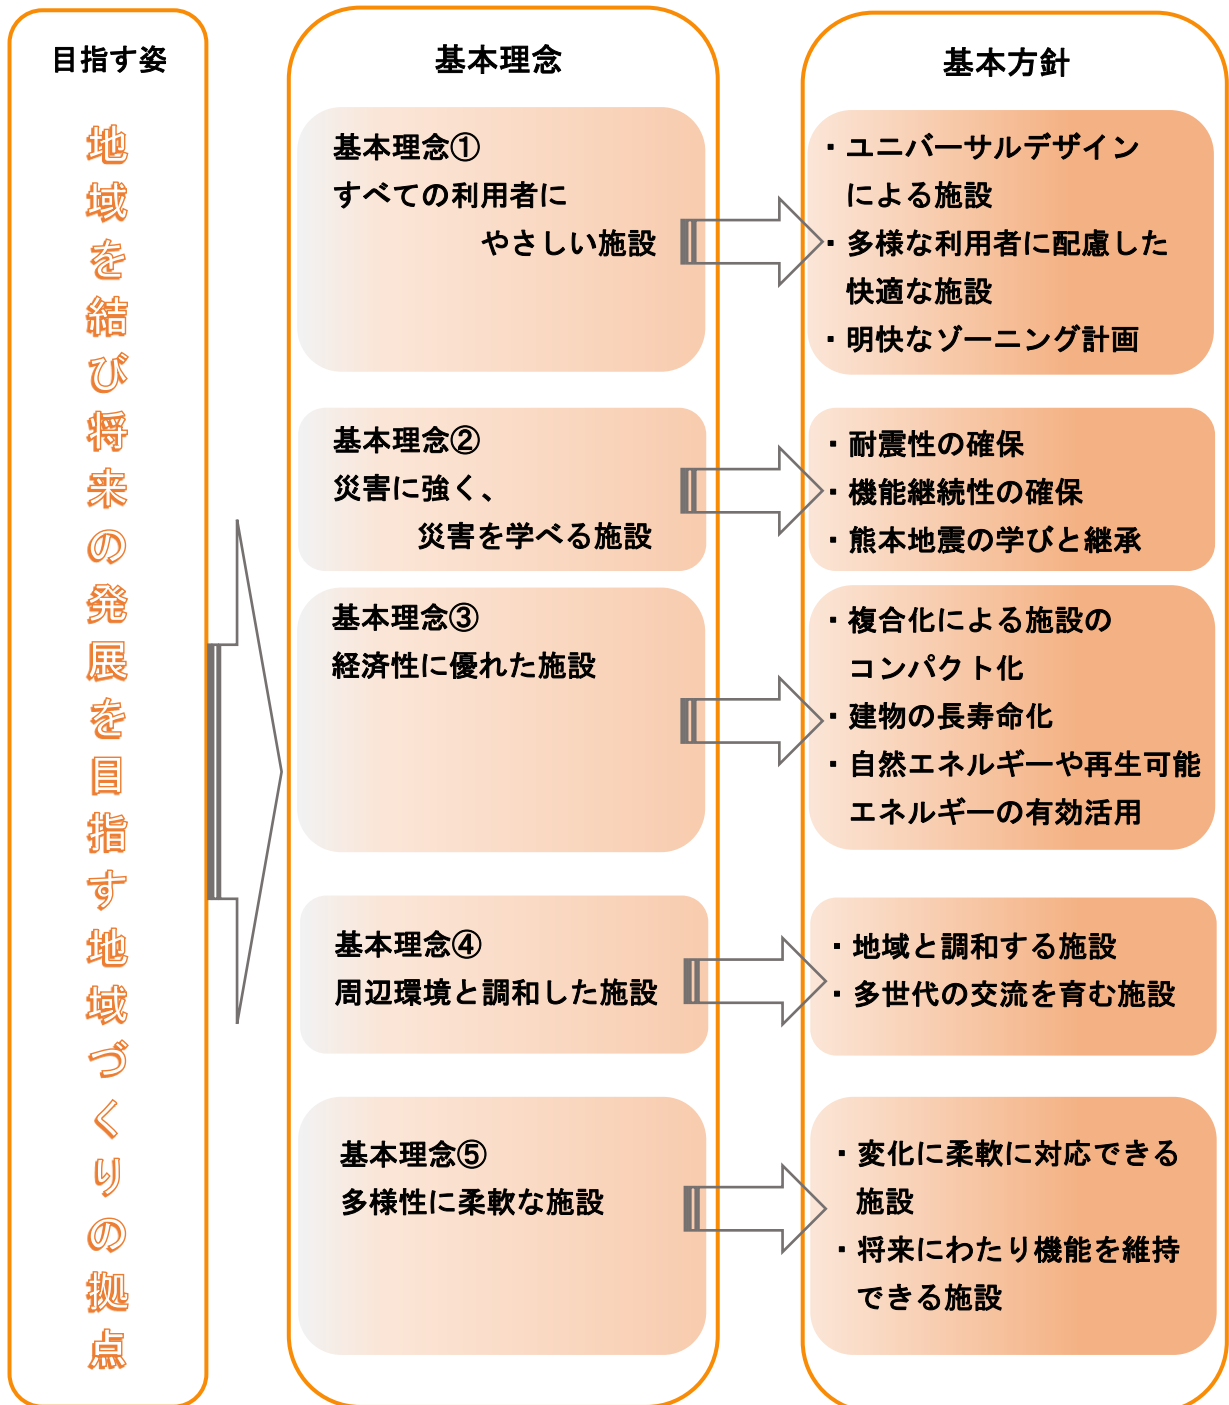 目指す姿
地域を結び将来の発展を目指す地域づくりの拠点
基本理念
基本理念①
すべての利用者に
やさしい施設
基本理念②
災害に強く、
災害を学べる施設
基本理念③
経済性に優れた施設
基本理念④
周辺環境と調和した施設
基本理念⑤
多様性に柔軟な施設
基本方針
・ユニバーサルデザイン
による施設
・多様な利用者に配慮した
快適な施設
・明快なゾーニング計画
・耐震性の確保
・機能継続性の確保
・熊本地震の学びと継承
・複合化による施設の
コンパクト化
・建物の長寿命化
・自然エネルギーや再生可能
エネルギーの有効活用
・地域と調和する施設
・多世代の交流を育む施設
・変化に柔軟に対応できる
施設
・将来にわたり機能を維持
できる施設